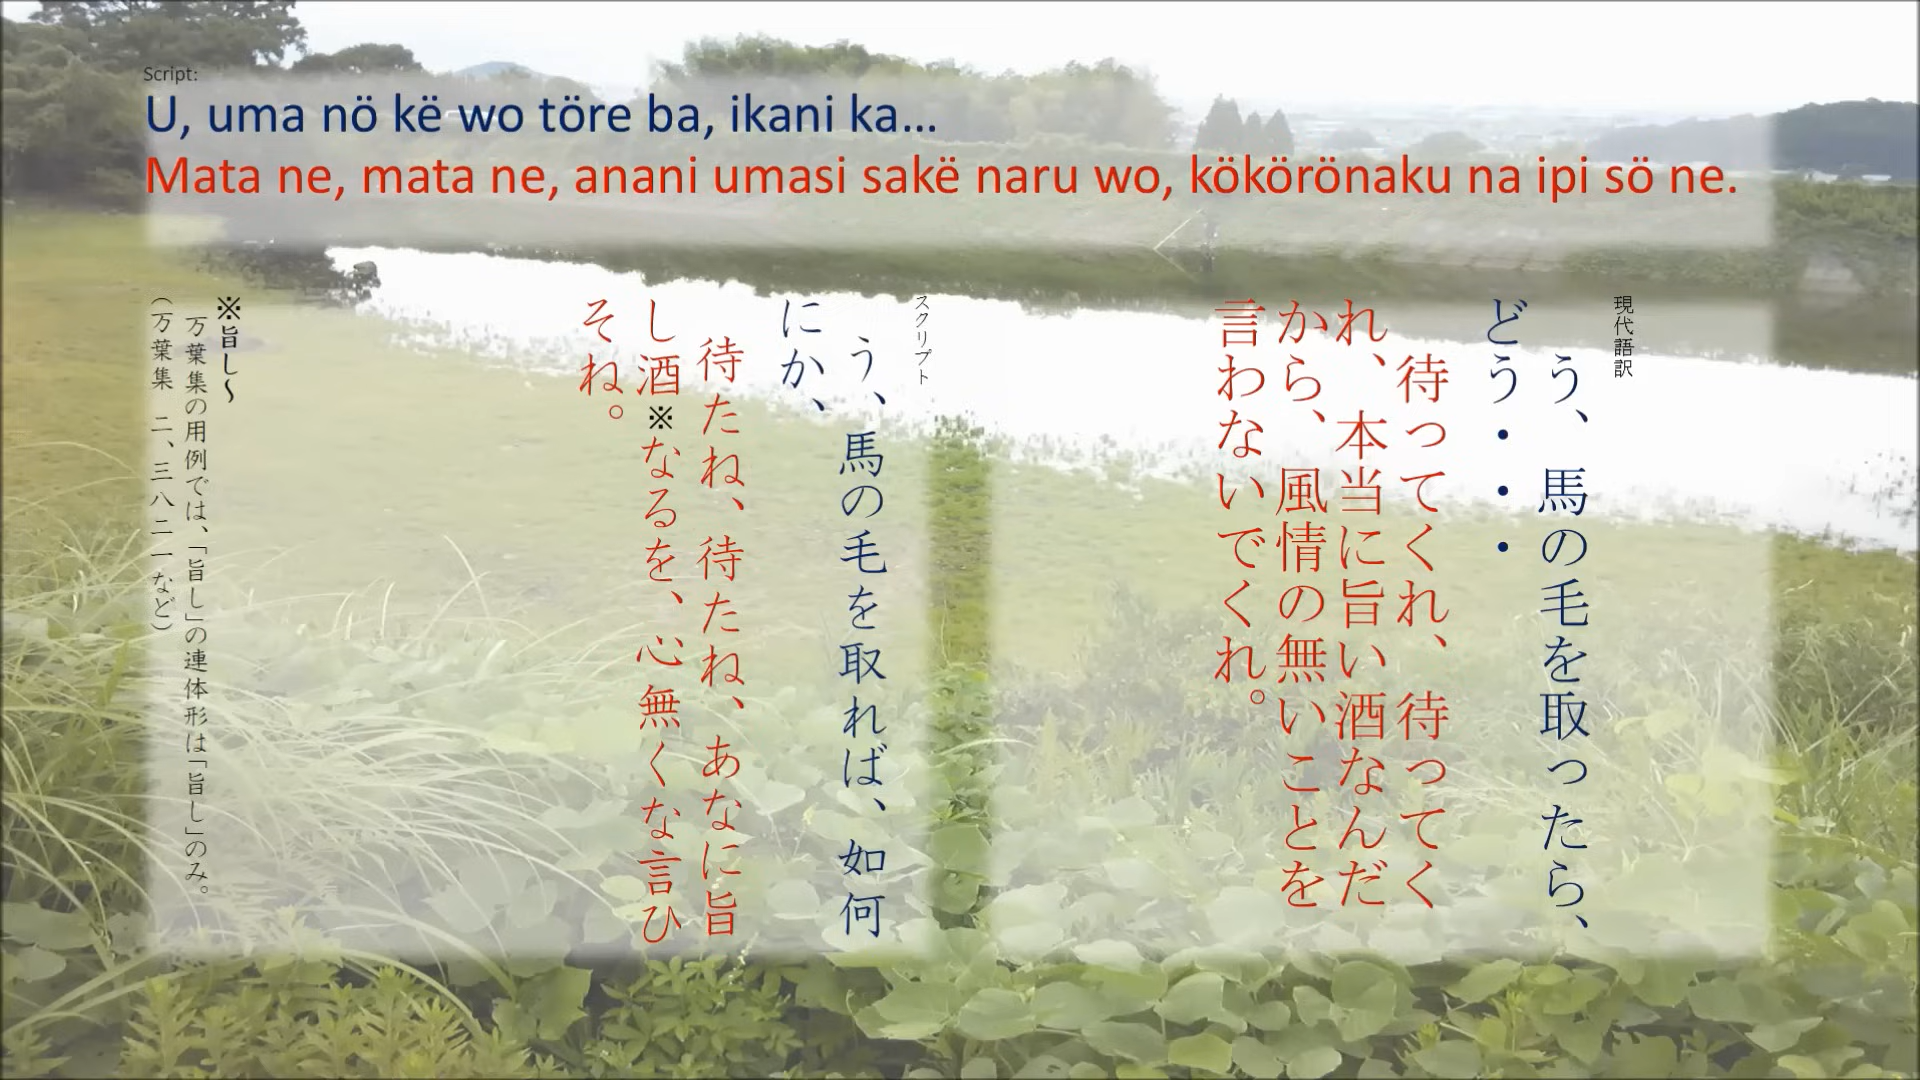 Script:
U, uma nö kë wo töre ba, ikani ka...
Mata ne, mata ne, anani umasi sakë naru wo, kökörönaku na ipi sö ne.
現代語訳
う、馬の毛を取ったら、
どう・・・
待ってくれ、待ってく
れ、本当に旨い酒なんだ
から、風情の無いことを
言わないでくれ。
スクリプト
う、馬の毛を取れば、如何
にか、
待たね、待たね、あなに旨
し酒※なるを、心無くな言ひ
そね。
※旨し～
万葉集の用例では、「旨し」の連体形は「旨し」のみ。
（万葉集 二、三八二一など）